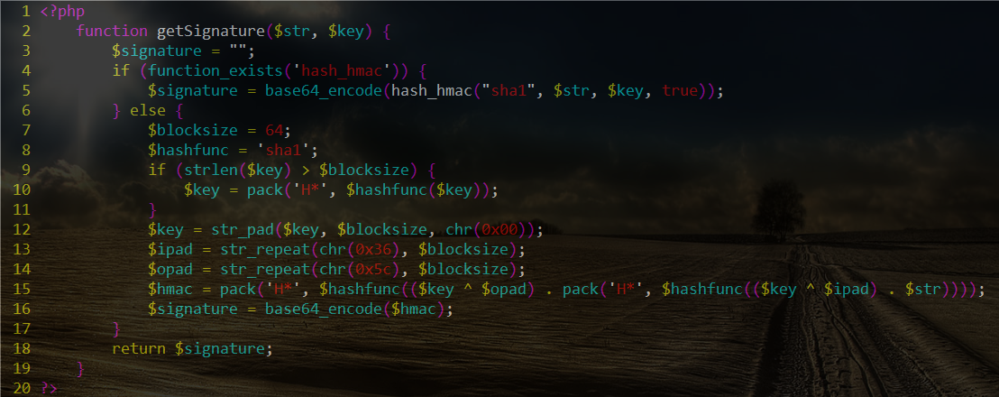 1 <?php
2     function getSignature($str, $key) {
3         $signature = "";
4         if (function_exists('hash_hmac')) {
5             $signature = base64_encode(hash_hmac("sha1", $str, $key, true));
6         } else {
7             $blocksize = 64;
8             $hashfunc = 'sha1';
9             if (strlen($key) > $blocksize) {
10                 $key = pack('H*', $hashfunc($key));
11             }
12             $key = str_pad($key, $blocksize, chr(0x00));
13             $ipad = str_repeat(chr(0x36), $blocksize);
14             $opad = str_repeat(chr(0x5c), $blocksize);
15             $hmac = pack('H*', $hashfunc(($key ^ $opad) . pack('H*', $hashfunc(($key ^ $ipad) . $str))));
16             $signature = base64_encode($hmac);
17         }
18         return $signature;
19     }
20 ?>